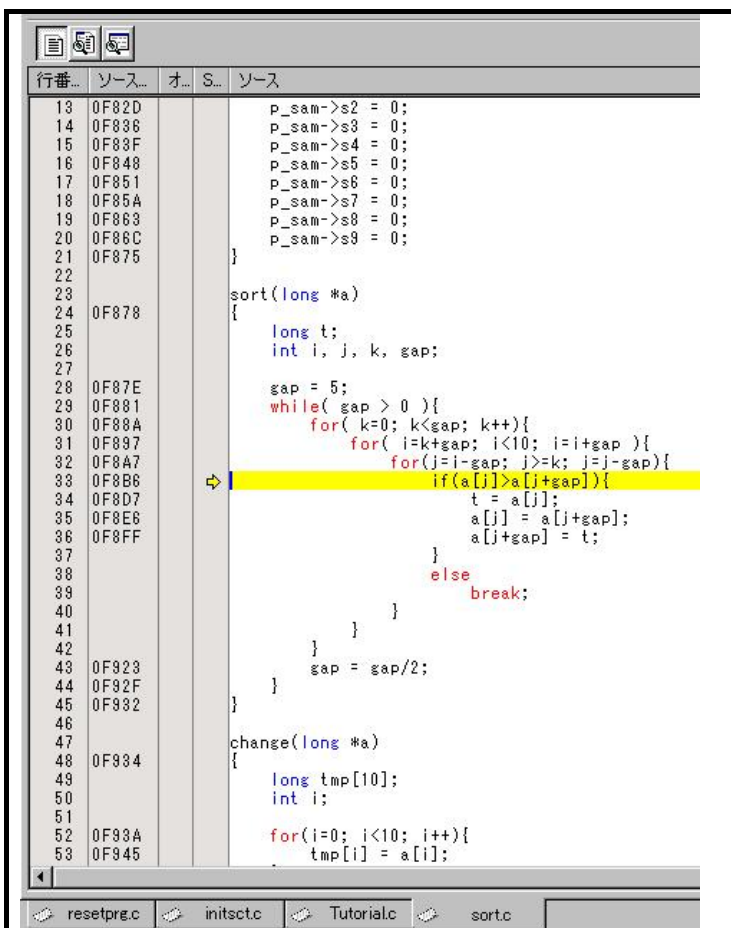 行番... ソース... オ... S... ソース
13 0F82D p_sam->s2 = 0;
14 0F836 p_sam->s3 = 0;
15 0F83F p_sam->s4 = 0;
16 0F848 p_sam->s5 = 0;
17 0F851 p_sam->s6 = 0;
18 0F85A p_sam->s7 = 0;
19 0F863 p_sam->s8 = 0;
20 0F86C p_sam->s9 = 0;
21 0F875 }
22
23 sort(long *a)
24 0F878 {
25 long t;
26 int i, j, k, gap;
27
28 0F87E gap = 5;
29 0F881 while( gap > 0 ){
30 0F88A for( k=0; k<gap; k++){
31 0F897 for( i=k+gap; i<10; i=i+gap ){
32 0F8A7 for(j=i-gap; j>=k; j=j-gap){
33 0F8B6 if(a[j]>a[j+gap]){
34 0F8D7 t = a[j];
35 0F8E6 a[j] = a[j+gap];
36 0F8FF a[j+gap] = t;
37 }
38 else
39 break;
40 }
41 }
42 }
43 0F923 gap = gap/2;
44 0F92F }
45 0F932 }
46
47 change(long *a)
48 0F934 {
49 long tmp[10];
50 int i;
51
52 0F93A for(i=0; i<10; i++){
53 0F945 tmp[i] = a[i];
resetprg.c initsct.c Tutorial.c sort.c